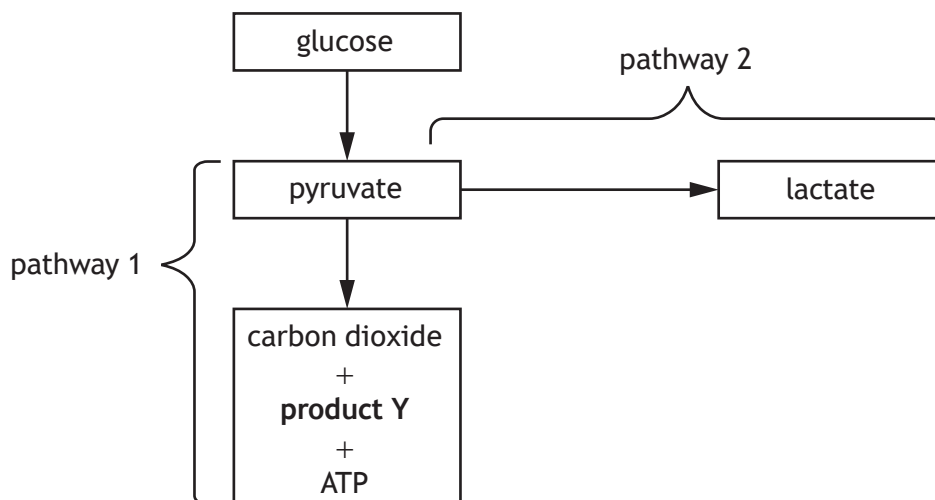 glucose
pathway 2
pyruvate
lactate
pathway 1
carbon dioxide
+
product Y
+
ATP